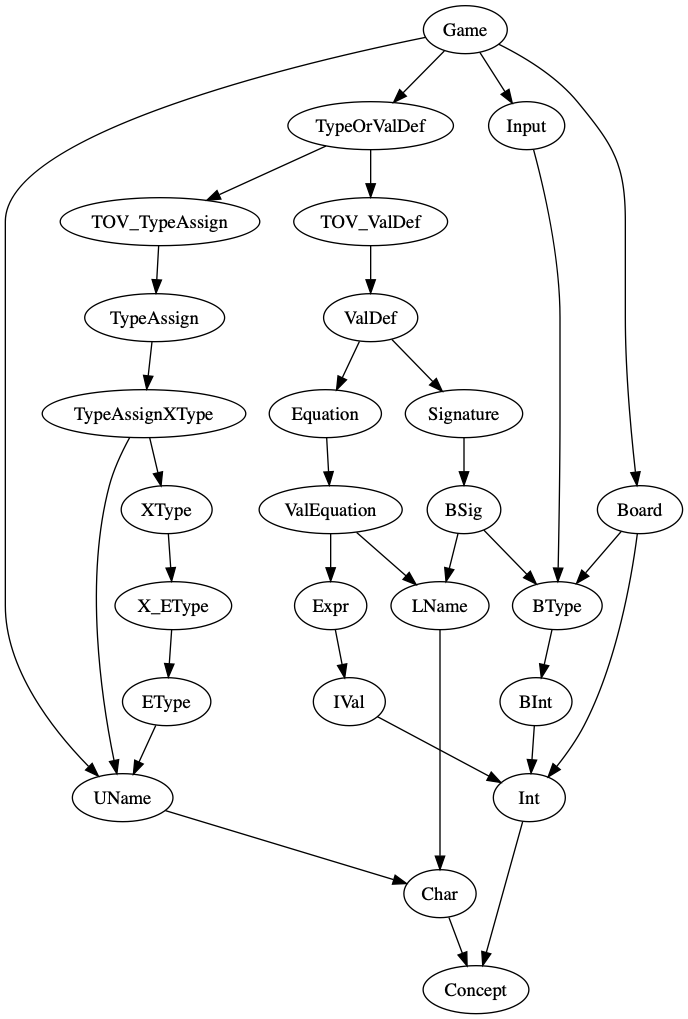 Game
TypeOrValDef
Input
TOV_TypeAssign
TOV_ValDef
TypeAssign
ValDef
TypeAssignXType
Equation
Signature
XType
ValEquation
BSig
Board
X_EType
Expr
LName
BType
EType
IVal
BInt
UName
Int
Char
Concept